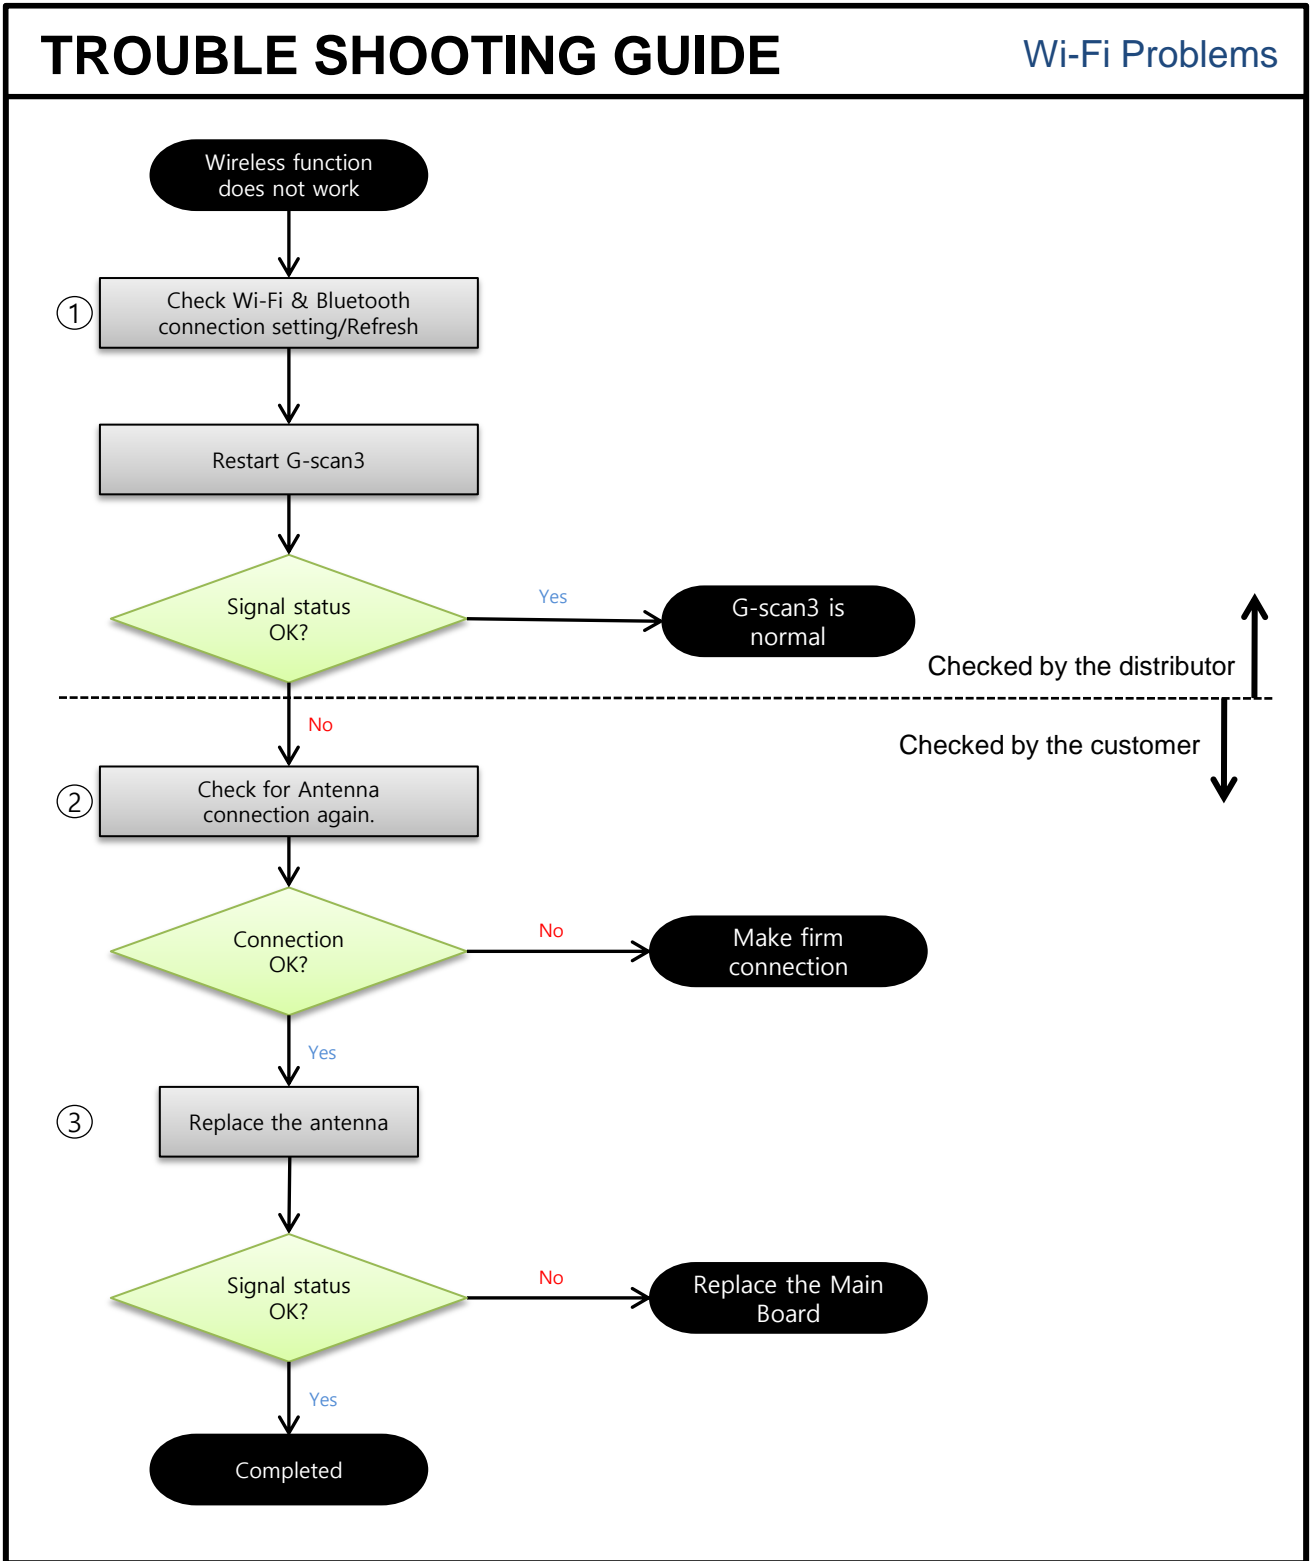 TROUBLE SHOOTING GUIDE
Wi-Fi Problems
Wireless function
does not work
①
Check Wi-Fi & Bluetooth
connection setting/Refresh
Restart G-scan3
Signal status
OK?
Yes
G-scan3 is
normal
Checked by the distributor
No
Checked by the customer
②
Check for Antenna
connection again.
Connection
OK?
No
Make firm
connection
Yes
③
Replace the antenna
Signal status
OK?
No
Replace the Main
Board
Yes
Completed